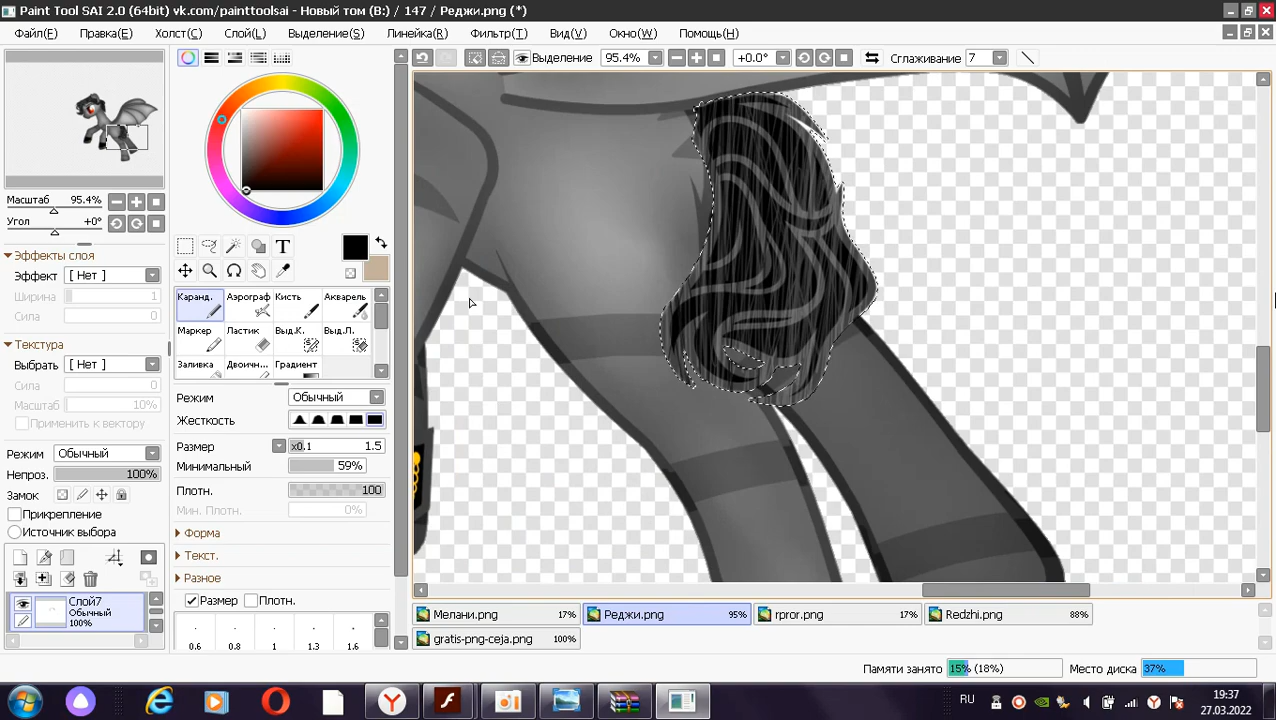 Paint Tool SAI 2.0 (64bit) vk.com/painttoolsai - Новый том (B:) / 147 / Реджи.png (*)
Файл(F) Правка(E) Холст(C) Слой(L) Выделение(S) Линейка(R) Фильтр(T) Вид(V) Окно(W) Помощь(H)
Выделение 95.4% +0.0° Сглаживание 7
Масштаб 95.4%
Угол +0°
Эффекты слоя
Эффект [ Нет ]
Ширина 1
Сила 0
Текстура
Выбрать [ Нет ]
Сила 0
Масштаб 10%
Применить к вектору
Режим Обычный
Непроз. 100%
Замок
Прикрепление
Источник выбора
Слой7
Обычный
100%
T
Каранд. Аэрограф Кисть Акварель
Маркер Ластик Выд.К. Выд.Л.
Заливка Двоичн... Градиент
Режим Обычный
Жесткость
Размер x0.1 1.5
Минимальный 59%
Плотн. 100
Мин. Плотн. 0%
Форма
Текст.
Разное
Размер Плотн.
0.6 0.8 1 1.3 1.6
Мелани.png 17% Реджи.png 95% rpror.png 17% Redzhi.png 88%
gratis-png-ceja.png 100%
Памяти занято 15% (18%) Место диска 37%
RU
19:37
27.03.2022